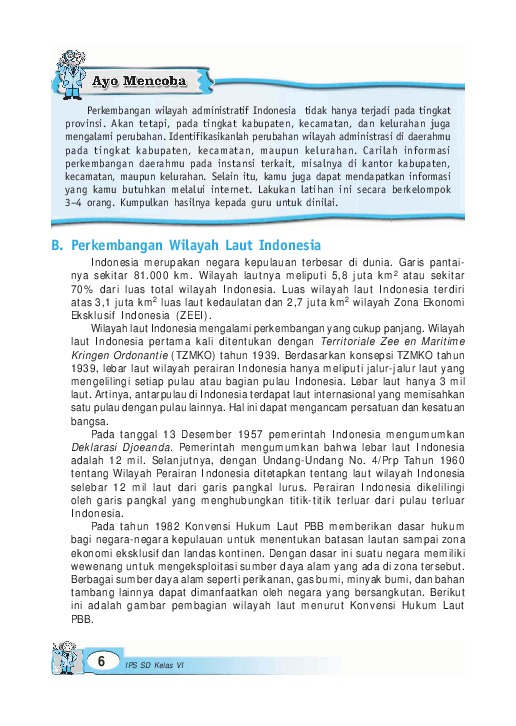 Ayo Mencoba
Perkembangan wilayah administratif Indonesia tidak hanya terjadi pada tingkat
provinsi. Akan tetapi, pada tingkat kabupaten, kecamatan, dan kelurahan juga
mengalami perubahan. Identifikasikanlah perubahan wilayah administrasi di daerahmu
pada tingkat kabupaten, kecamatan, maupun kelurahan. Carilah informasi
perkembangan daerahmu pada instansi terkait, misalnya di kantor kabupaten,
kecamatan, maupun kelurahan. Selain itu, kamu juga dapat mendapatkan informasi
yang kamu butuhkan melalui internet. Lakukan latihan ini secara berkelompok
3–4 orang. Kumpulkan hasilnya kepada guru untuk dinilai.
B. Perkembangan Wilayah Laut Indonesia
Indonesia merupakan negara kepulauan terbesar di dunia. Garis pantai-
nya sekitar 81.000 km. Wilayah lautnya meliputi 5,8 juta km² atau sekitar
70% dari luas total wilayah Indonesia. Luas wilayah laut Indonesia terdiri
atas 3,1 juta km² luas laut kedaulatan dan 2,7 juta km² wilayah Zona Ekonomi
Eksklusif Indonesia (ZEEI).
Wilayah laut Indonesia mengalami perkembangan yang cukup panjang. Wilayah
laut Indonesia pertama kali ditentukan dengan Territoriale Zee en Maritime
Kringen Ordonantie (TZMKO) tahun 1939. Berdasarkan konsepsi TZMKO tahun
1939, lebar laut wilayah perairan Indonesia hanya meliputi jalur-jalur laut yang
mengelilingi setiap pulau atau bagian pulau Indonesia. Lebar laut hanya 3 mil
laut. Artinya, antarpulau di Indonesia terdapat laut internasional yang memisahkan
satu pulau dengan pulau lainnya. Hal ini dapat mengancam persatuan dan kesatuan
bangsa.
Pada tanggal 13 Desember 1957 pemerintah Indonesia mengumumkan
Deklarasi Djoeanda. Pemerintah mengumumkan bahwa lebar laut Indonesia
adalah 12 mil. Selanjutnya, dengan Undang-Undang No. 4/Prp Tahun 1960
tentang Wilayah Perairan Indonesia ditetapkan tentang laut wilayah Indonesia
selebar 12 mil laut dari garis pangkal lurus. Perairan Indonesia dikelilingi
oleh garis pangkal yang menghubungkan titik-titik terluar dari pulau terluar
Indonesia.
Pada tahun 1982 Konvensi Hukum Laut PBB memberikan dasar hukum
bagi negara-negara kepulauan untuk menentukan batasan lautan sampai zona
ekonomi eksklusif dan landas kontinen. Dengan dasar ini suatu negara memiliki
wewenang untuk mengeksploitasi sumber daya alam yang ada di zona tersebut.
Berbagai sumber daya alam seperti perikanan, gas bumi, minyak bumi, dan bahan
tambang lainnya dapat dimanfaatkan oleh negara yang bersangkutan. Berikut
ini adalah gambar pembagian wilayah laut menurut Konvensi Hukum Laut
PBB.
6
IPS SD Kelas VI